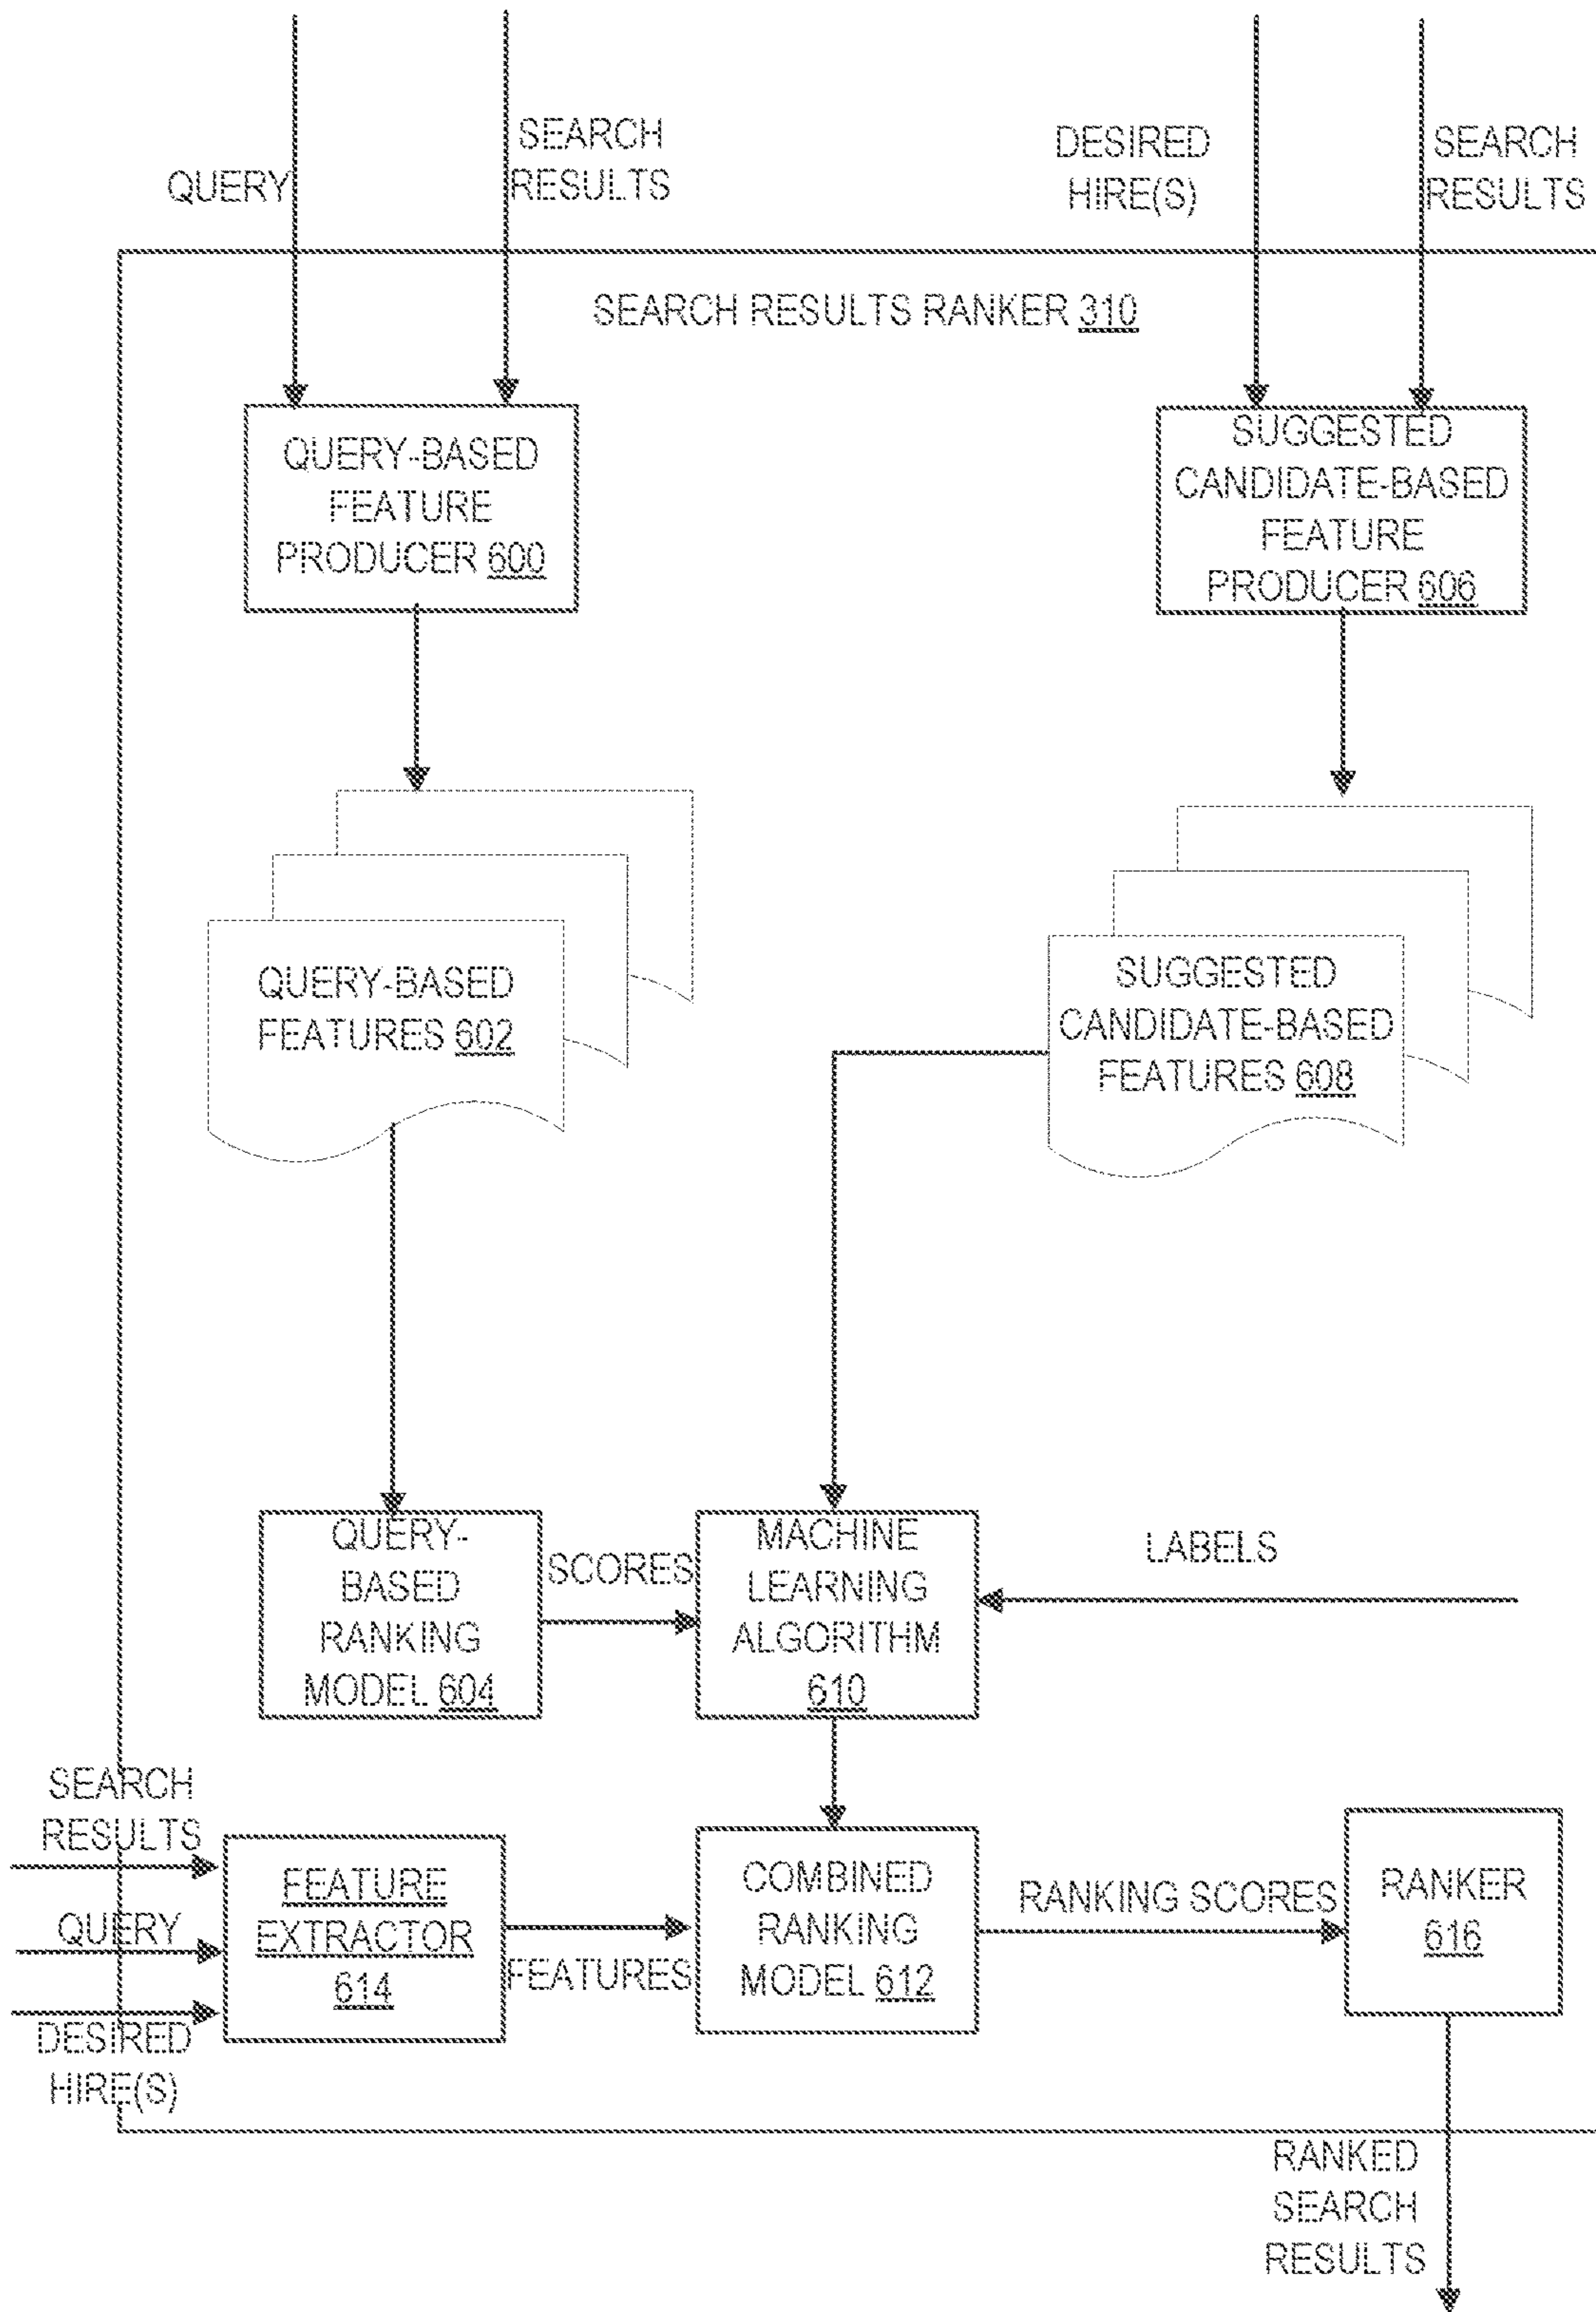 QUERY
SEARCH
RESULTS
DESIRED
HIRE(S)
SEARCH
RESULTS
SEARCH RESULTS RANKER 310
QUERY-BASED
FEATURE
PRODUCER 600
SUGGESTED
CANDIDATE-BASED
FEATURE
PRODUCER 606
QUERY-BASED
FEATURES 602
SUGGESTED
CANDIDATE-BASED
FEATURES 608
QUERY-
BASED
RANKING
MODEL 604
SCORES
MACHINE
LEARNING
ALGORITHM
610
LABELS
SEARCH
RESULTS
QUERY
DESIRED
HIRE(S)
FEATURE
EXTRACTOR
614
FEATURES
COMBINED
RANKING
MODEL 612
RANKING SCORES
RANKER
616
RANKED
SEARCH
RESULTS